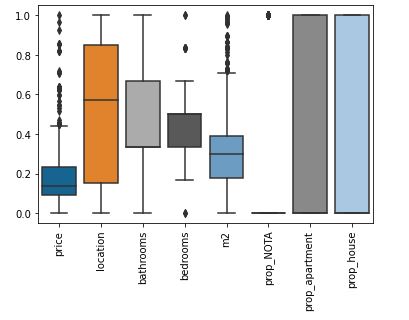 1.0
0.8
0.6
0.4
0.2
0.0
price
location
bathrooms
bedrooms
m2
prop_NOTA
prop_apartment
prop_house